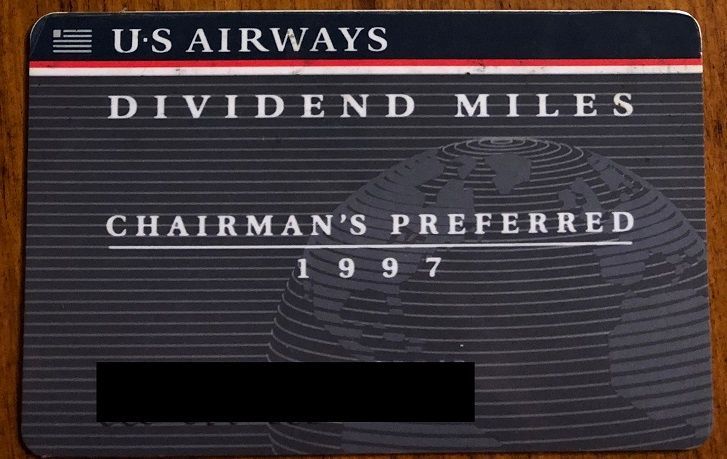 U·S AIRWAYS
DIVIDEND MILES
CHAIRMAN'S PREFERRED
1997